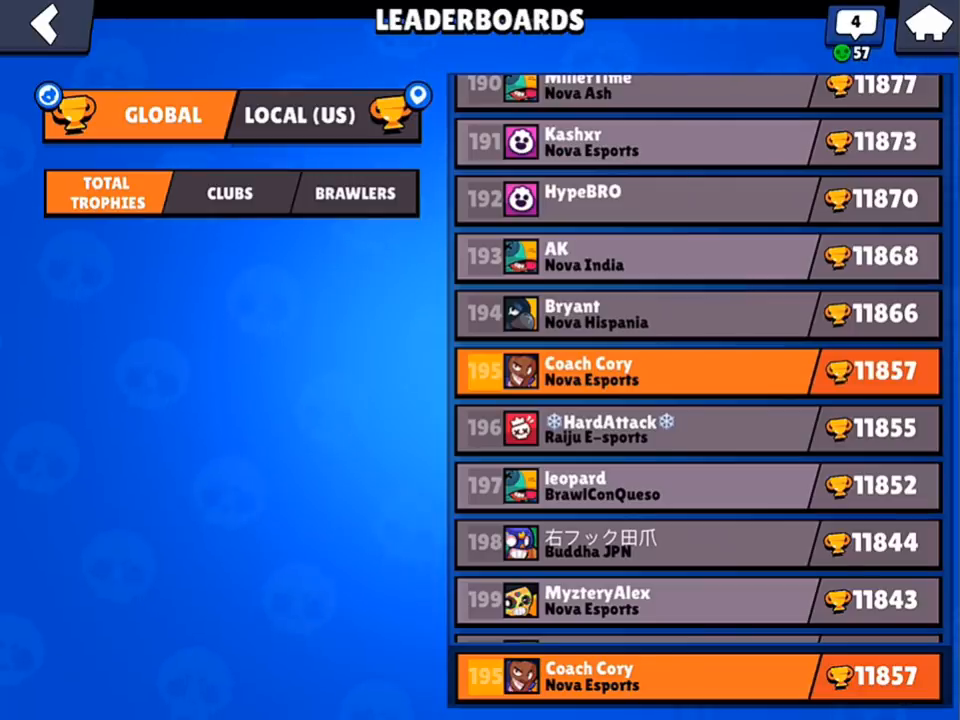 LEADERBOARDS
4
57
GLOBAL
LOCAL (US)
TOTAL TROPHIES
CLUBS
BRAWLERS
190 MillerTime 11877
Nova Ash
191 Kashxr 11873
Nova Esports
192 HypeBRO 11870
193 AK 11868
Nova India
194 Bryant 11866
Nova Hispania
195 Coach Cory 11857
Nova Esports
196 ❄HardAttack❄ 11855
Raiju E-sports
197 leopard 11852
BrawlConQueso
198 右フック田爪 11844
Buddha JPN
199 MyzteryAlex 11843
Nova Esports
195 Coach Cory 11857
Nova Esports